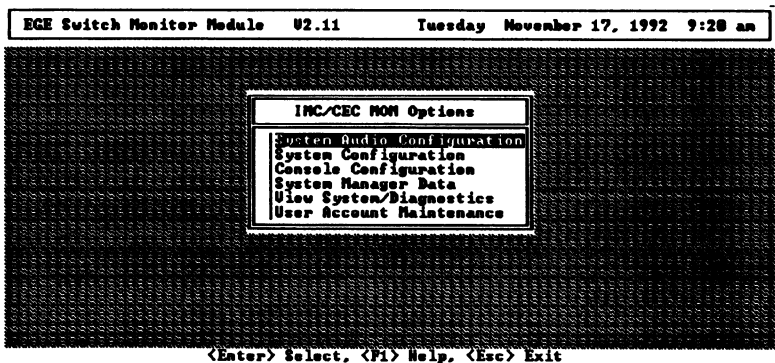 EGE Switch Monitor Module V2.11 Tuesday November 17, 1992 9:28 am
IMC/CEC MOM Options
System Audio Configuration
System Configuration
Console Configuration
System Manager Data
View System/Diagnostics
User Account Maintenance
<Enter> Select, <F1> Help, <Esc> Exit